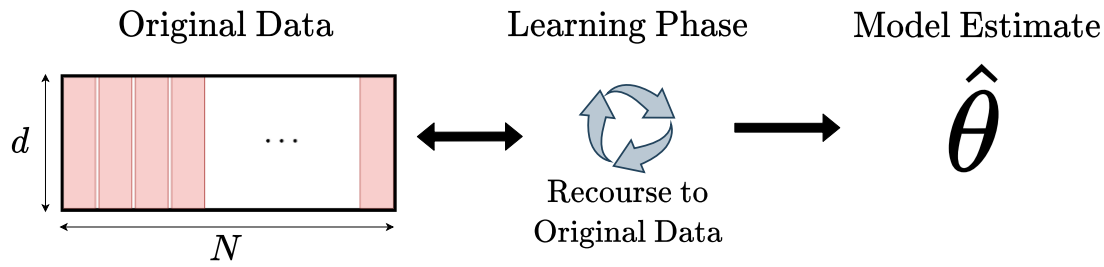 Original Data
Learning Phase
Model Estimate
d
...
N
Recourse to
Original Data
θ̂